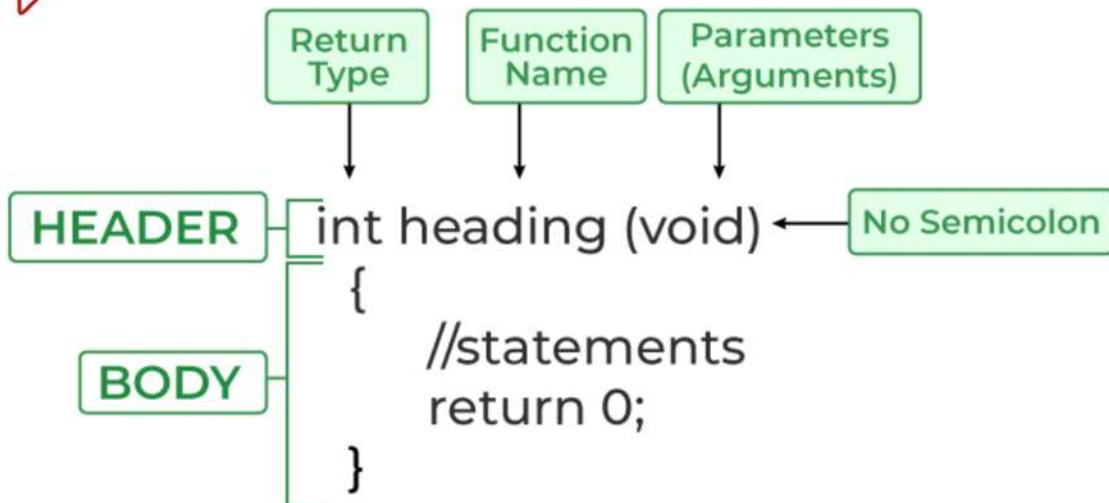 Return
Type
Function
Name
Parameters
(Arguments)
HEADER
int heading (void)
No Semicolon
{
//statements
BODY
return 0;
}